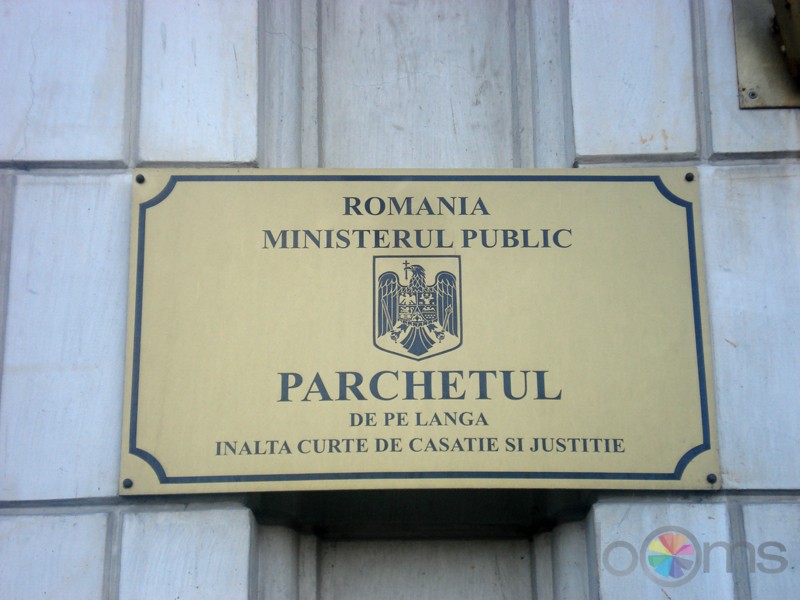 ROMANIA
MINISTERUL PUBLIC
PARCHETUL
DE PE LANGA
INALTA CURTE DE CASATIE SI JUSTITIE
ooms